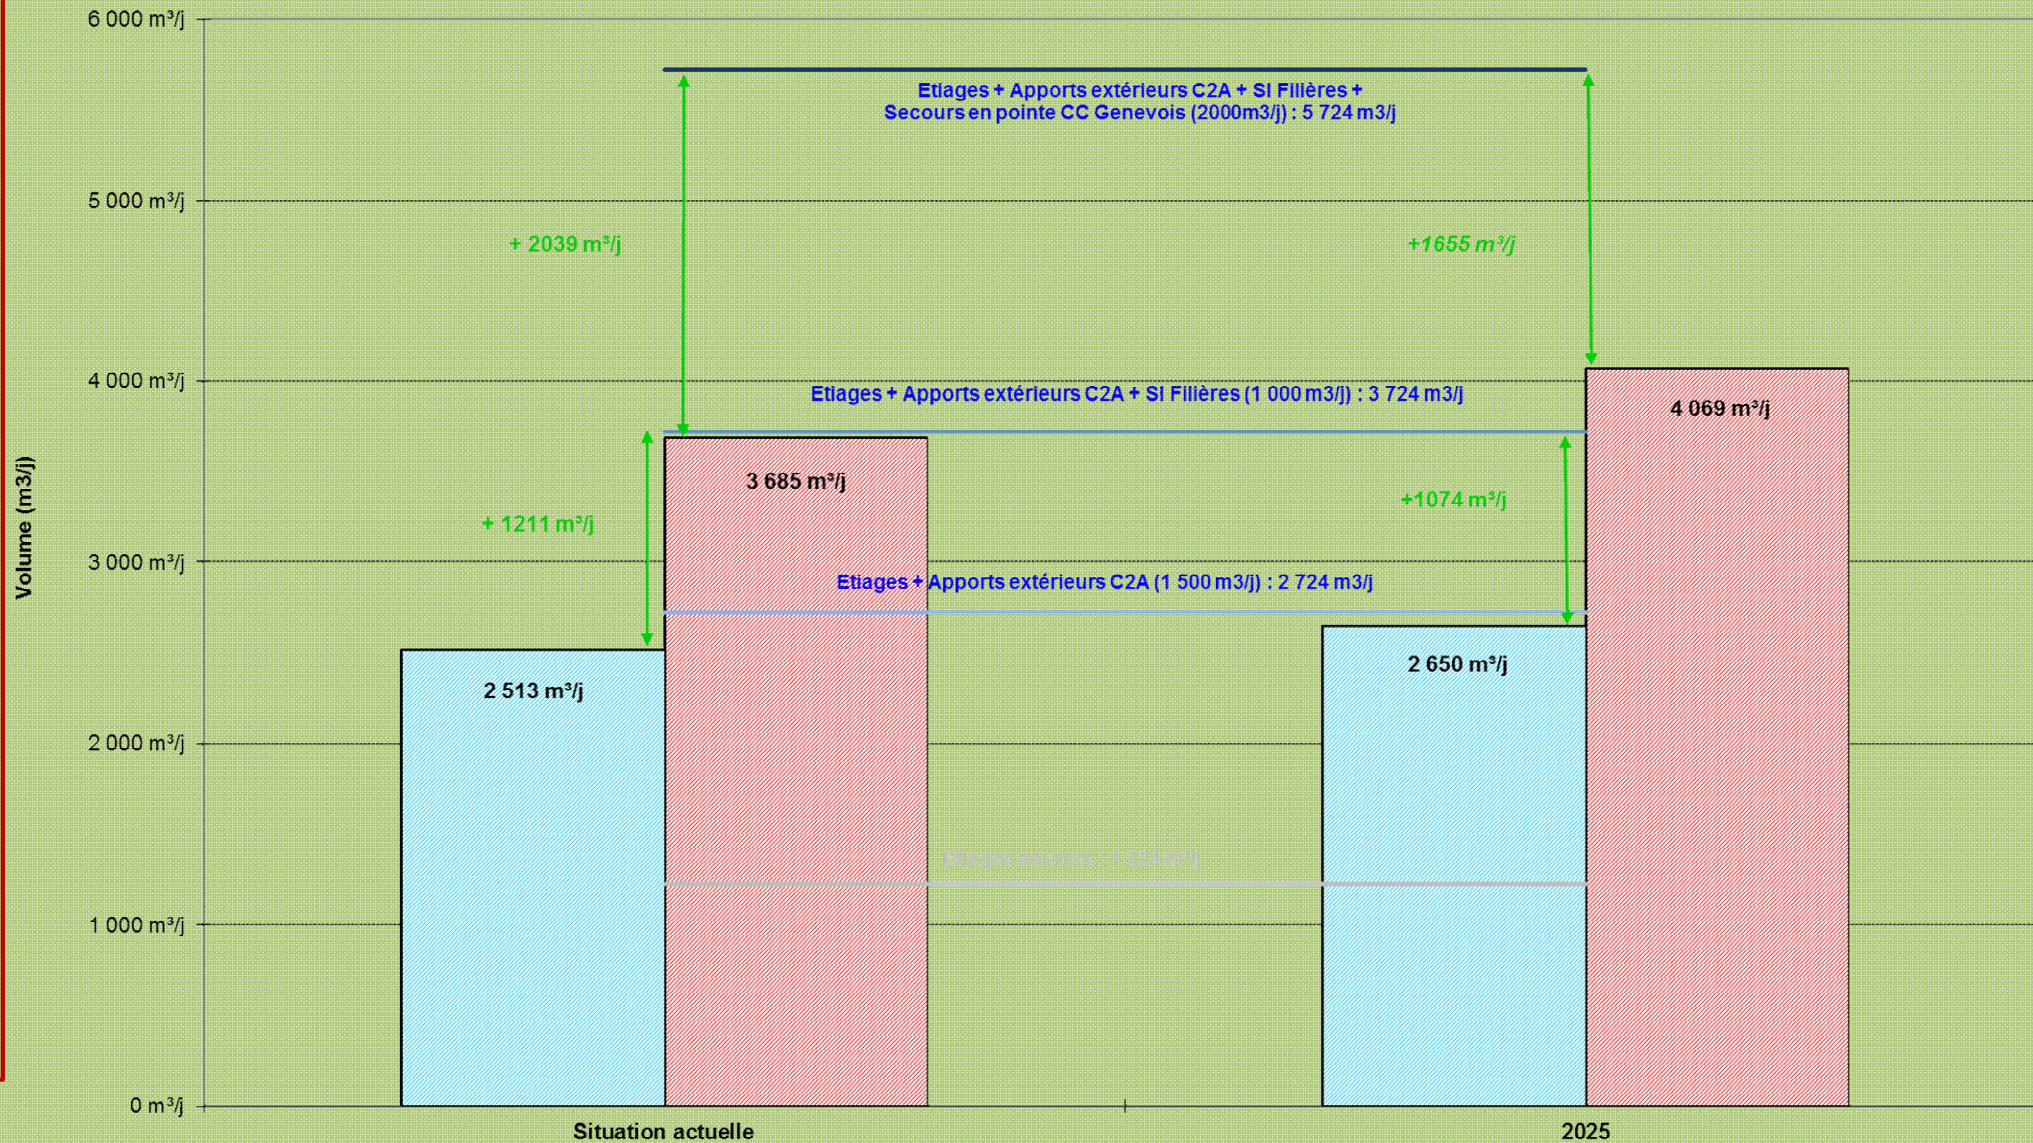 6 000 m³/j
Etiages + Apports extérieurs C2A + SI Filières +
Secours en pointe CC Genevois (2000m3/j) : 5 724 m3/j
5 000 m³/j
+ 2039 m³/j
+1655 m³/j
4 000 m³/j
Etiages + Apports extérieurs C2A + SI Filières (1 000 m3/j) : 3 724 m3/j
4 069 m³/j
Volume (m3/j)
3 685 m³/j
+ 1211 m³/j
+1074 m³/j
3 000 m³/j
Etiages + Apports extérieurs C2A (1 500 m3/j) : 2 724 m3/j
2 513 m³/j
2 650 m³/j
2 000 m³/j
Etiages sources :
1 000 m³/j
0 m³/j
Situation actuelle
2025